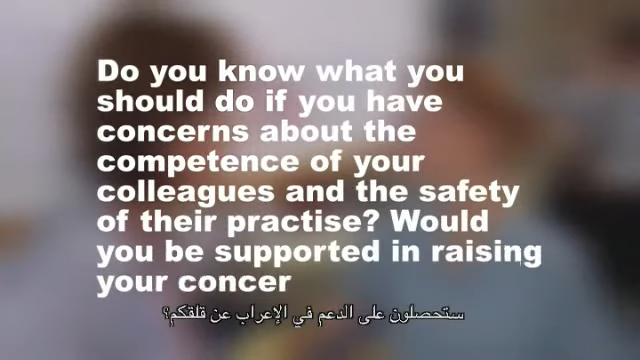 Do you know what you
should do if you have
concerns about the
competence of your
colleagues and the safety
of their practise? Would
you be supported in raising
your concer
ستحصلون على الدعم في الإعراب عن قلقكم؟